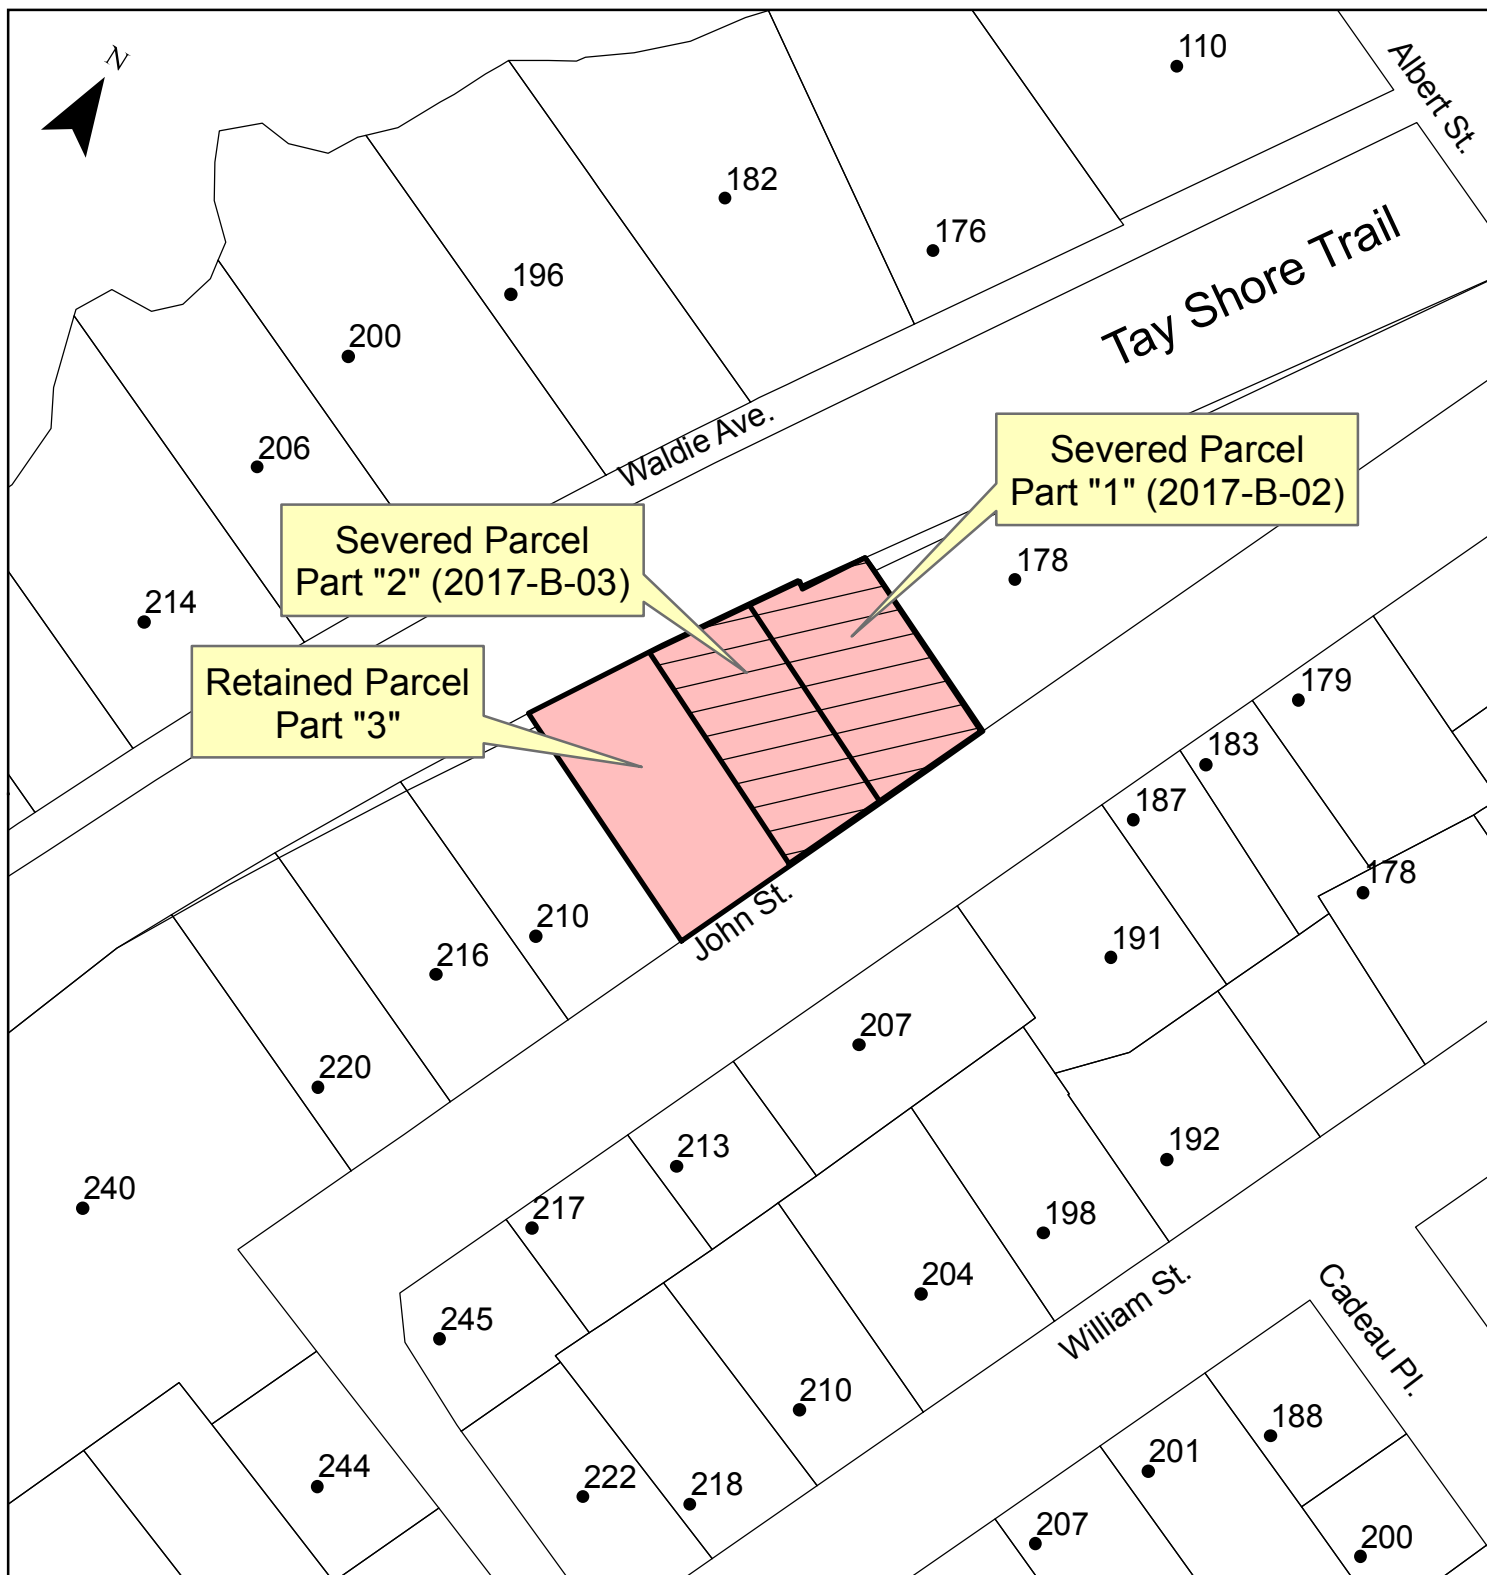 N
110
Albert St.
182
176
196
Tay Shore Trail
200
Waldie Ave.
206
Severed Parcel
Part "1" (2017-B-02)
Severed Parcel
Part "2" (2017-B-03)
178
214
Retained Parcel
Part "3"
179
183
187
178
John St.
210
191
216
207
220
213
192
240
217
198
204
William St.
Cadeau Pl.
245
210
188
201
244
222
218
207
200